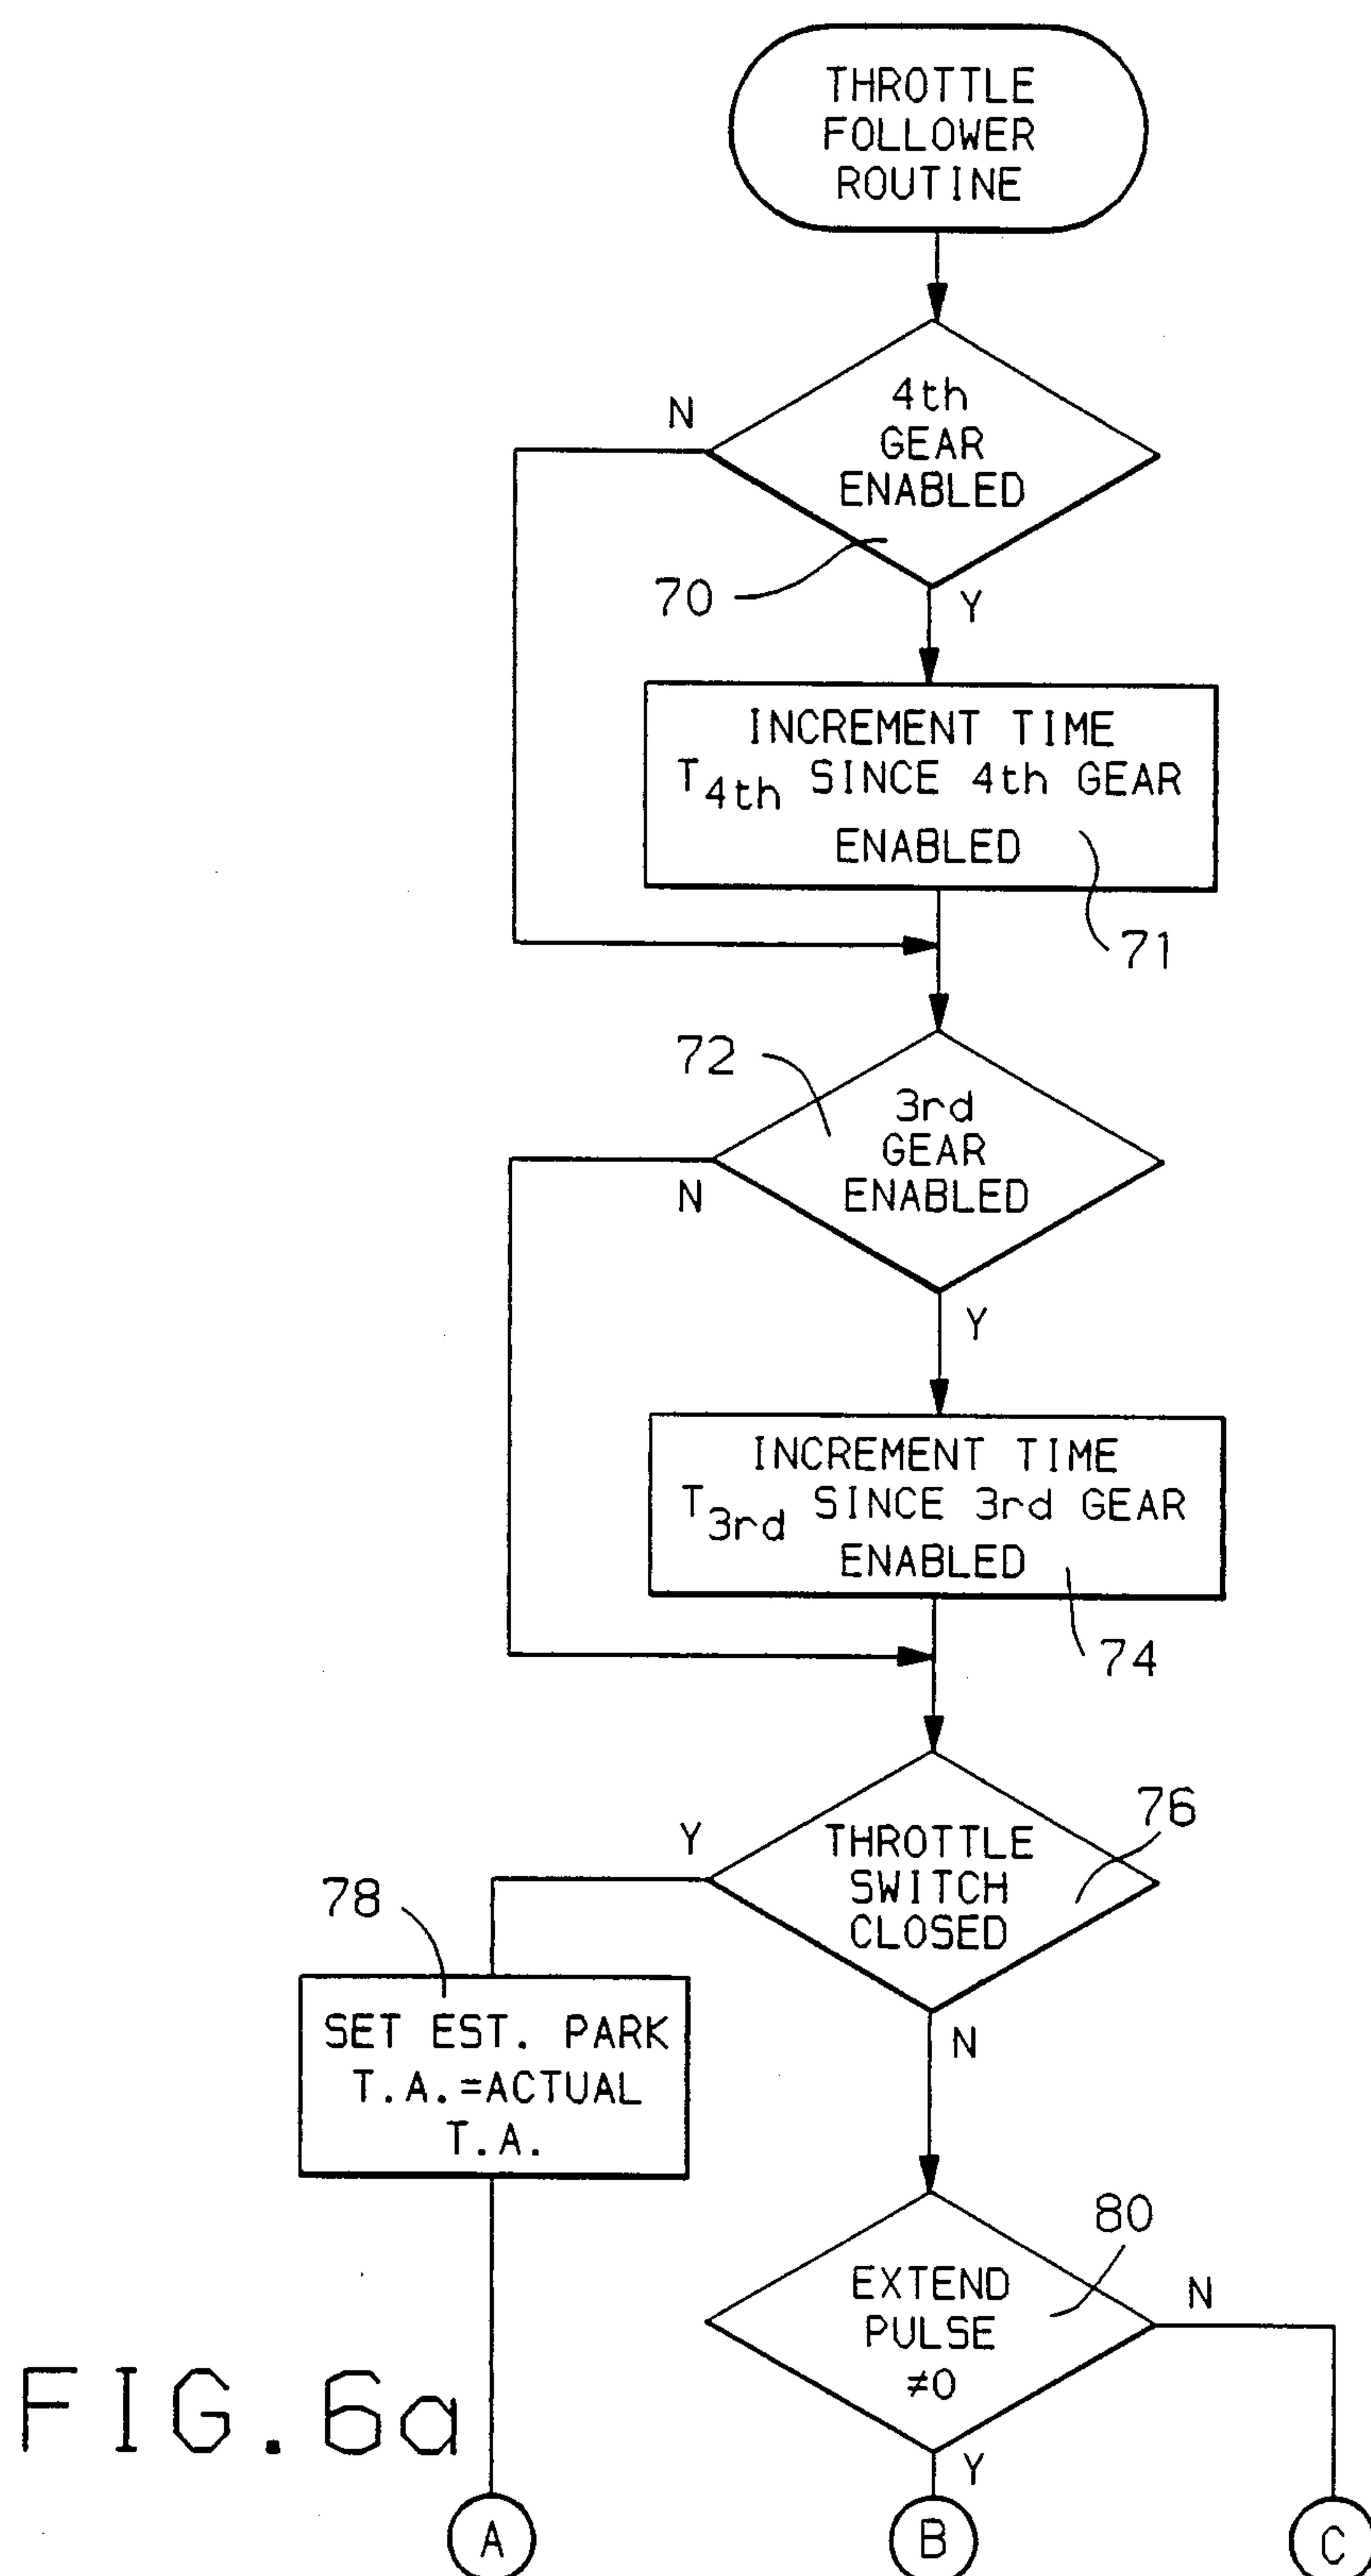 THROTTLE
FOLLOWER
ROUTINE
4th
GEAR
ENABLED
N
70
Y
INCREMENT TIME
T4th SINCE 4th GEAR
ENABLED
71
72
3rd
GEAR
ENABLED
N
Y
INCREMENT TIME
T3rd SINCE 3rd GEAR
ENABLED
74
76
Y
THROTTLE
SWITCH
CLOSED
78
N
SET EST. PARK
T.A.=ACTUAL
T.A.
80
EXTEND
PULSE
≠0
N
Y
FIG.6a
A
B
C